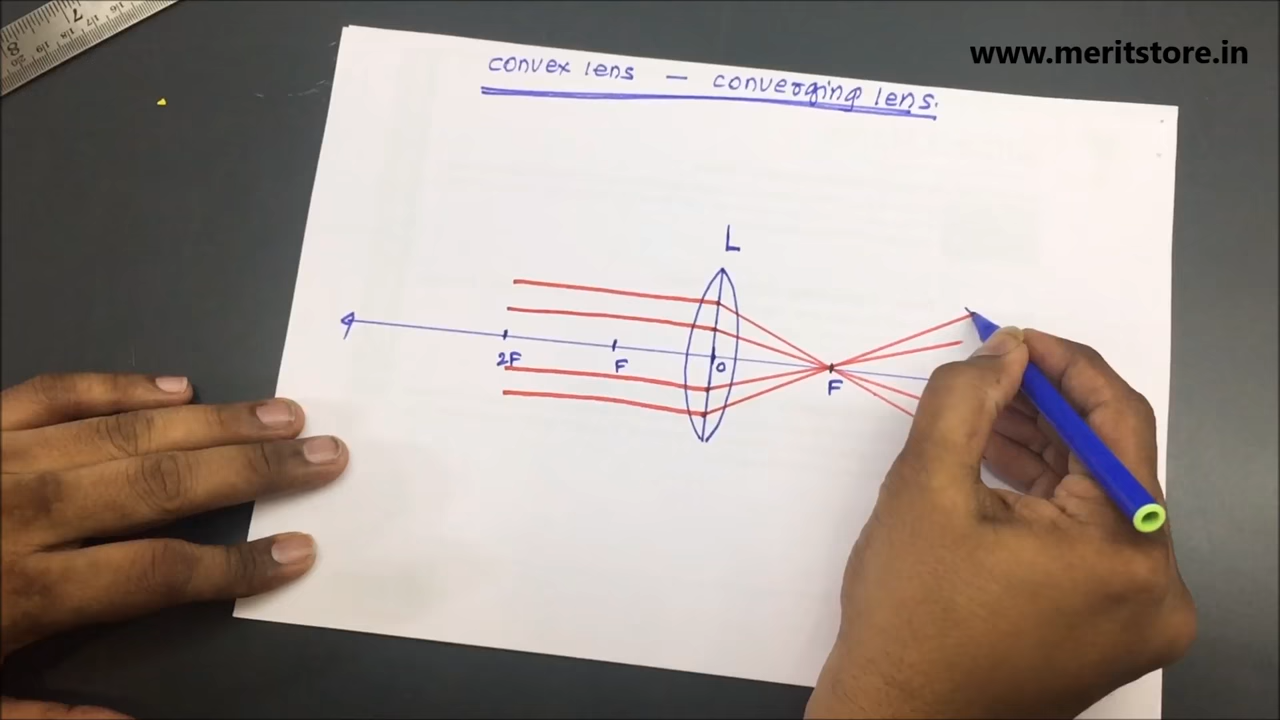 www.meritstore.in
convex lens — converging lens.
L
2F F O F